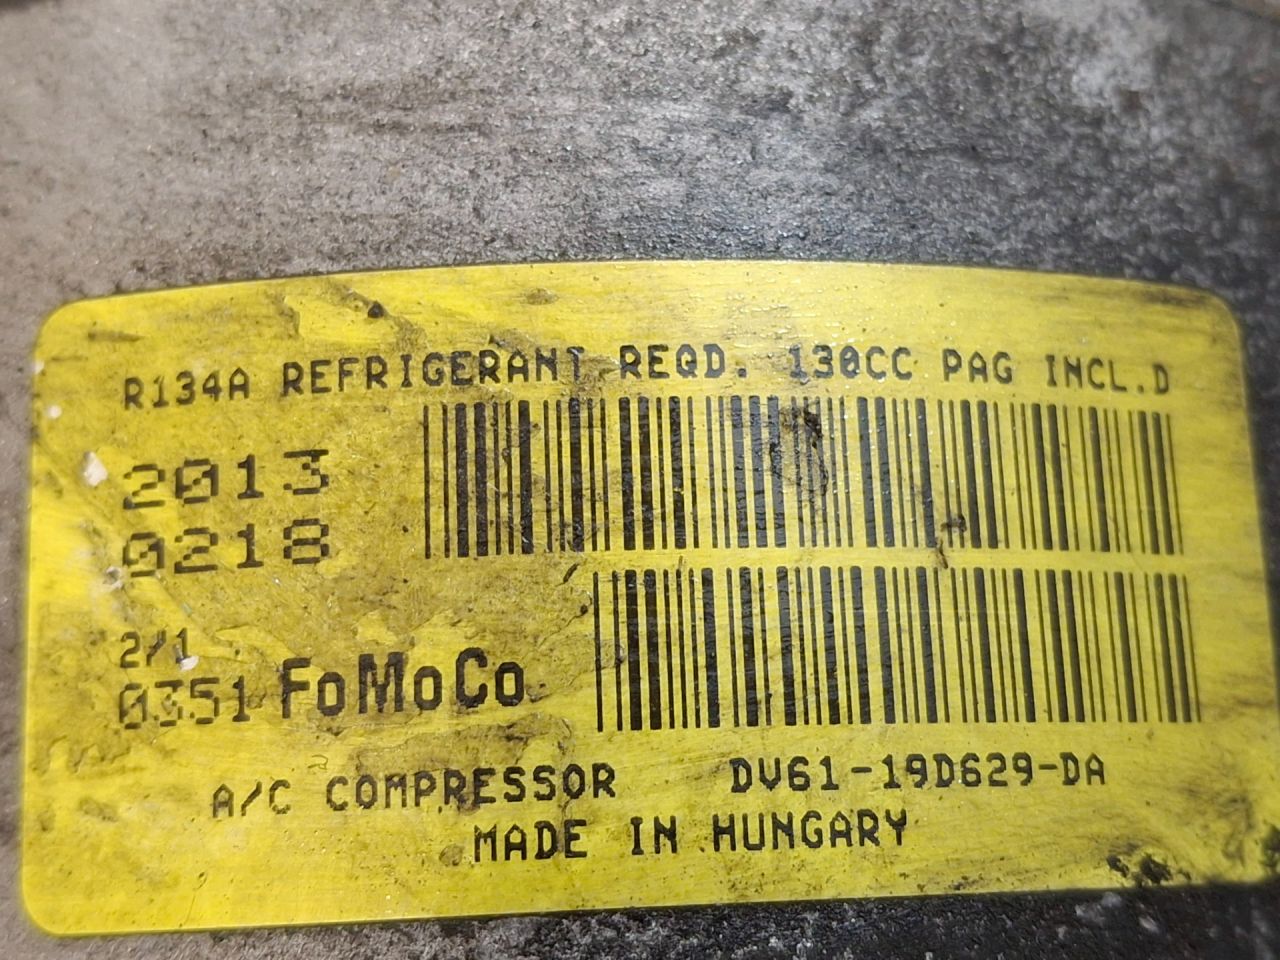 R134A REFRIGERANT REQD. 130CC PAG INCL.D
2013
0218
2/1
0351 FoMoCo
A/C COMPRESSOR DV61-19D629-DA
MADE IN HUNGARY